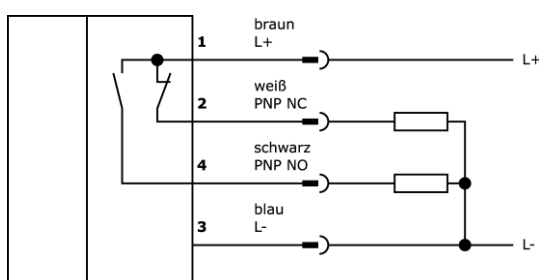 braun
1 L+ L+
weiß
2 PNP NC
schwarz
4 PNP NO
blau
3 L- L-